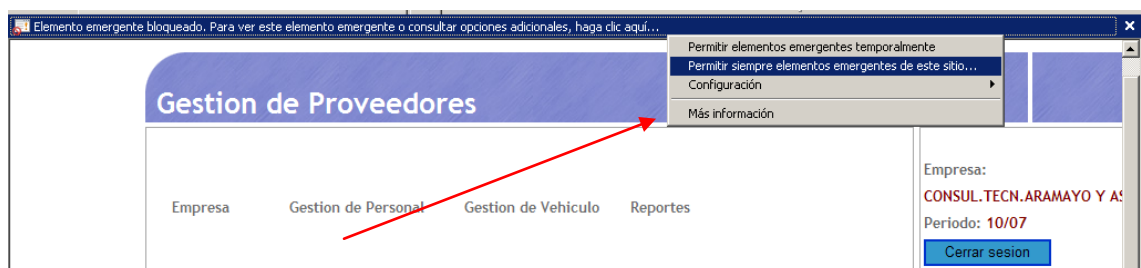 Elemento emergente bloqueado. Para ver este elemento emergente o consultar opciones adicionales, haga clic aquí...
Permitir elementos emergentes temporalmente
Permitir siempre elementos emergentes de este sitio...
Configuración
Más información
Gestion de Proveedores
Empresa Gestion de Personal Gestion de Vehiculo Reportes
Empresa:
CONSUL.TECN.ARAMAYO Y
Periodo: 10/07
Cerrar sesion